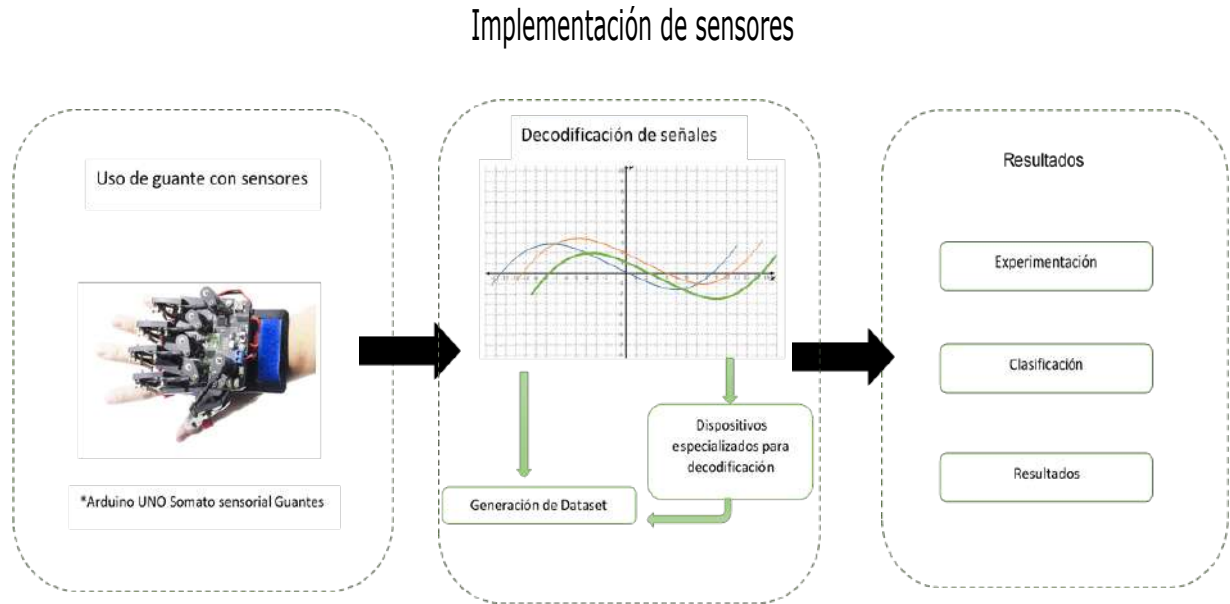 Implementación de sensores
Uso de guante con sensores
*Arduino UNO Somato sensorial Guantes
Decodificación de señales
Dispositivos
especializados para
decodificación
Generación de Dataset
Resultados
Experimentación
Clasificación
Resultados